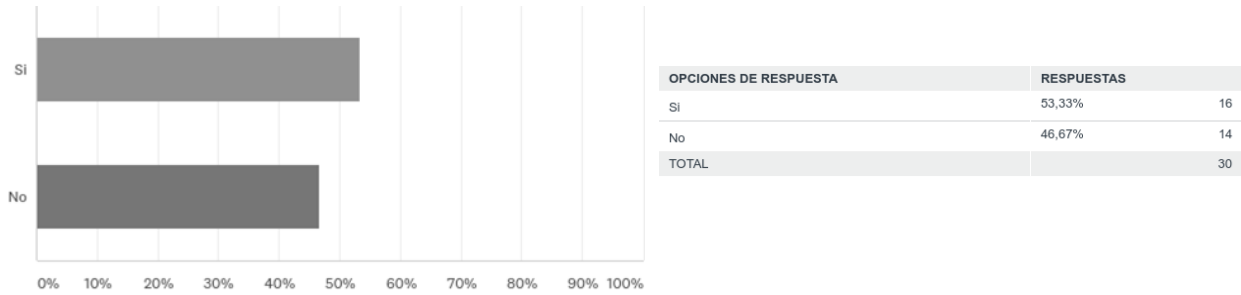 Si
No
0% 10% 20% 30% 40% 50% 60% 70% 80% 90% 100%
OPCIONES DE RESPUESTA RESPUESTAS
Si 53,33% 16
No 46,67% 14
TOTAL 30